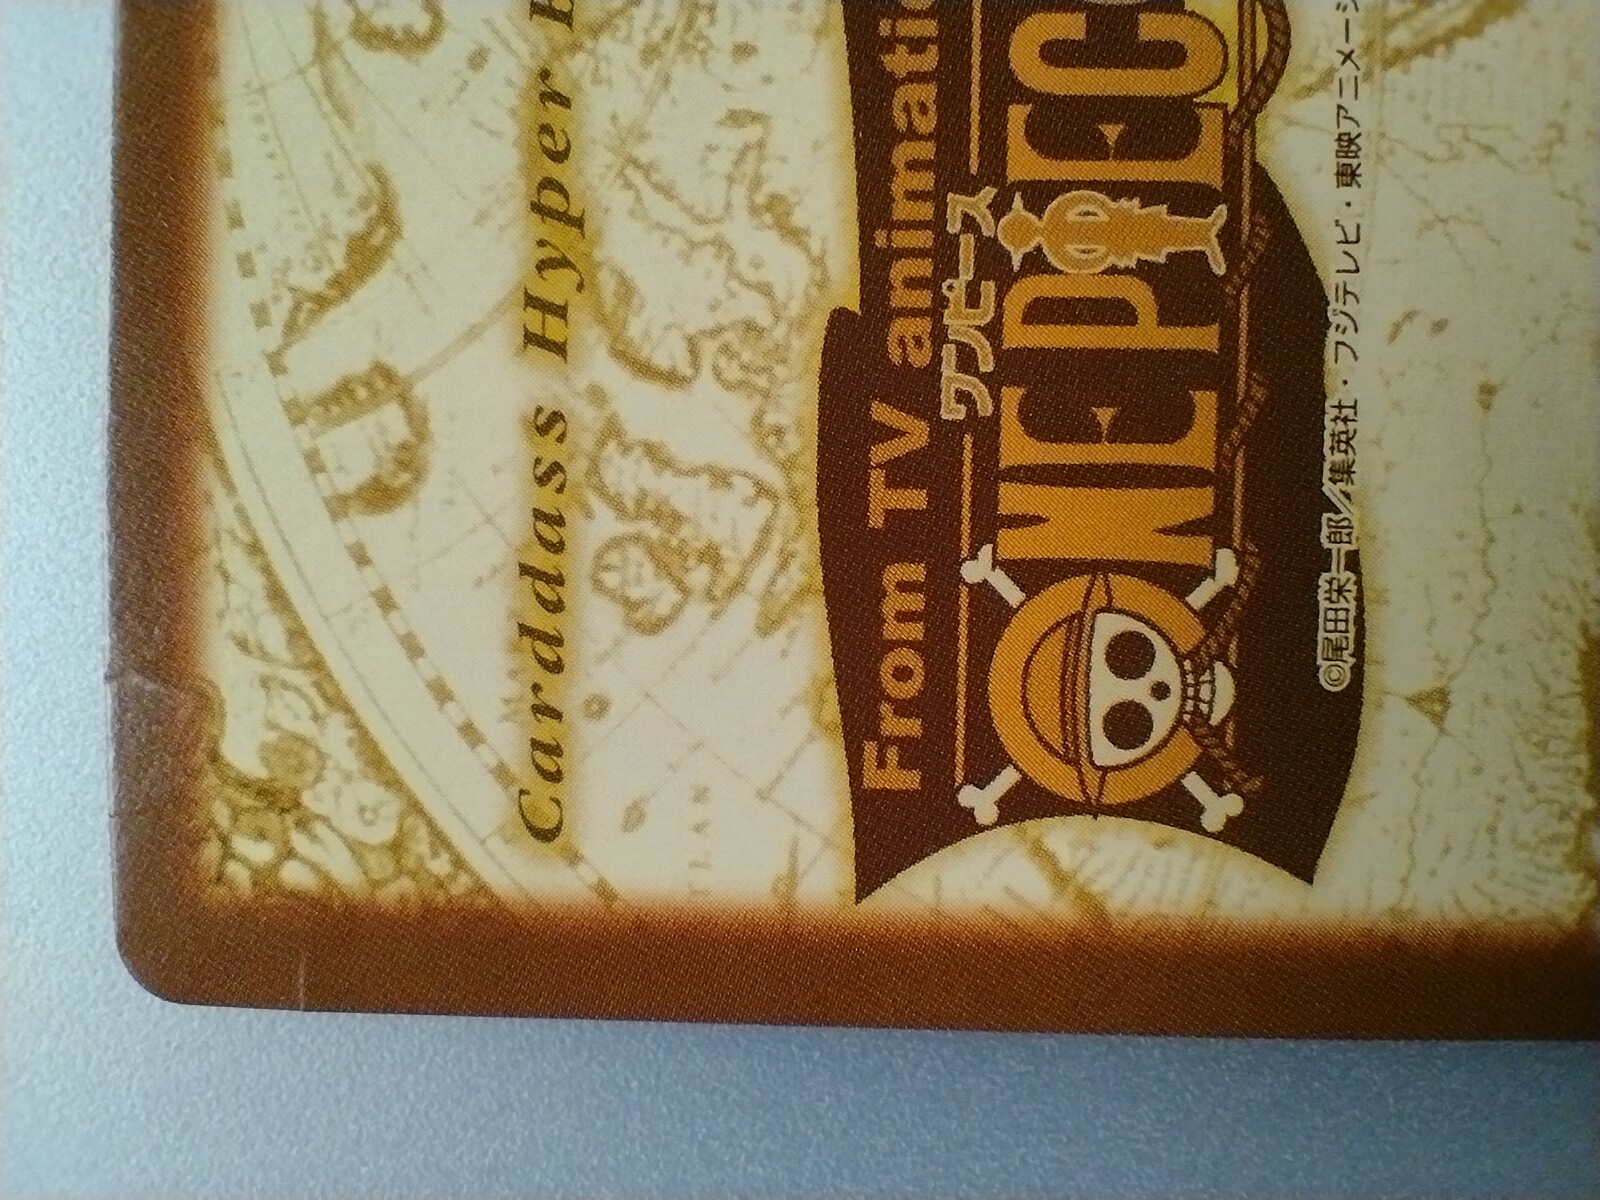 Carddass Hyper B
From TV animatio
ワンピース
ONE PIEC
©尾田栄一郎／集英社・フジテレビ・東映アニメーシ